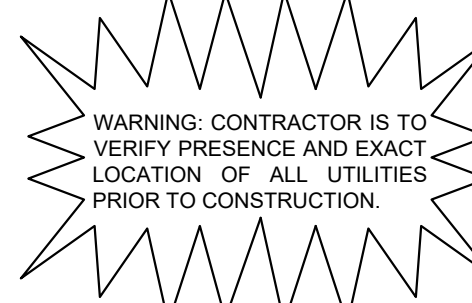 WARNING: CONTRACTOR IS TO
VERIFY PRESENCE AND EXACT
LOCATION OF ALL UTILITIES
PRIOR TO CONSTRUCTION.